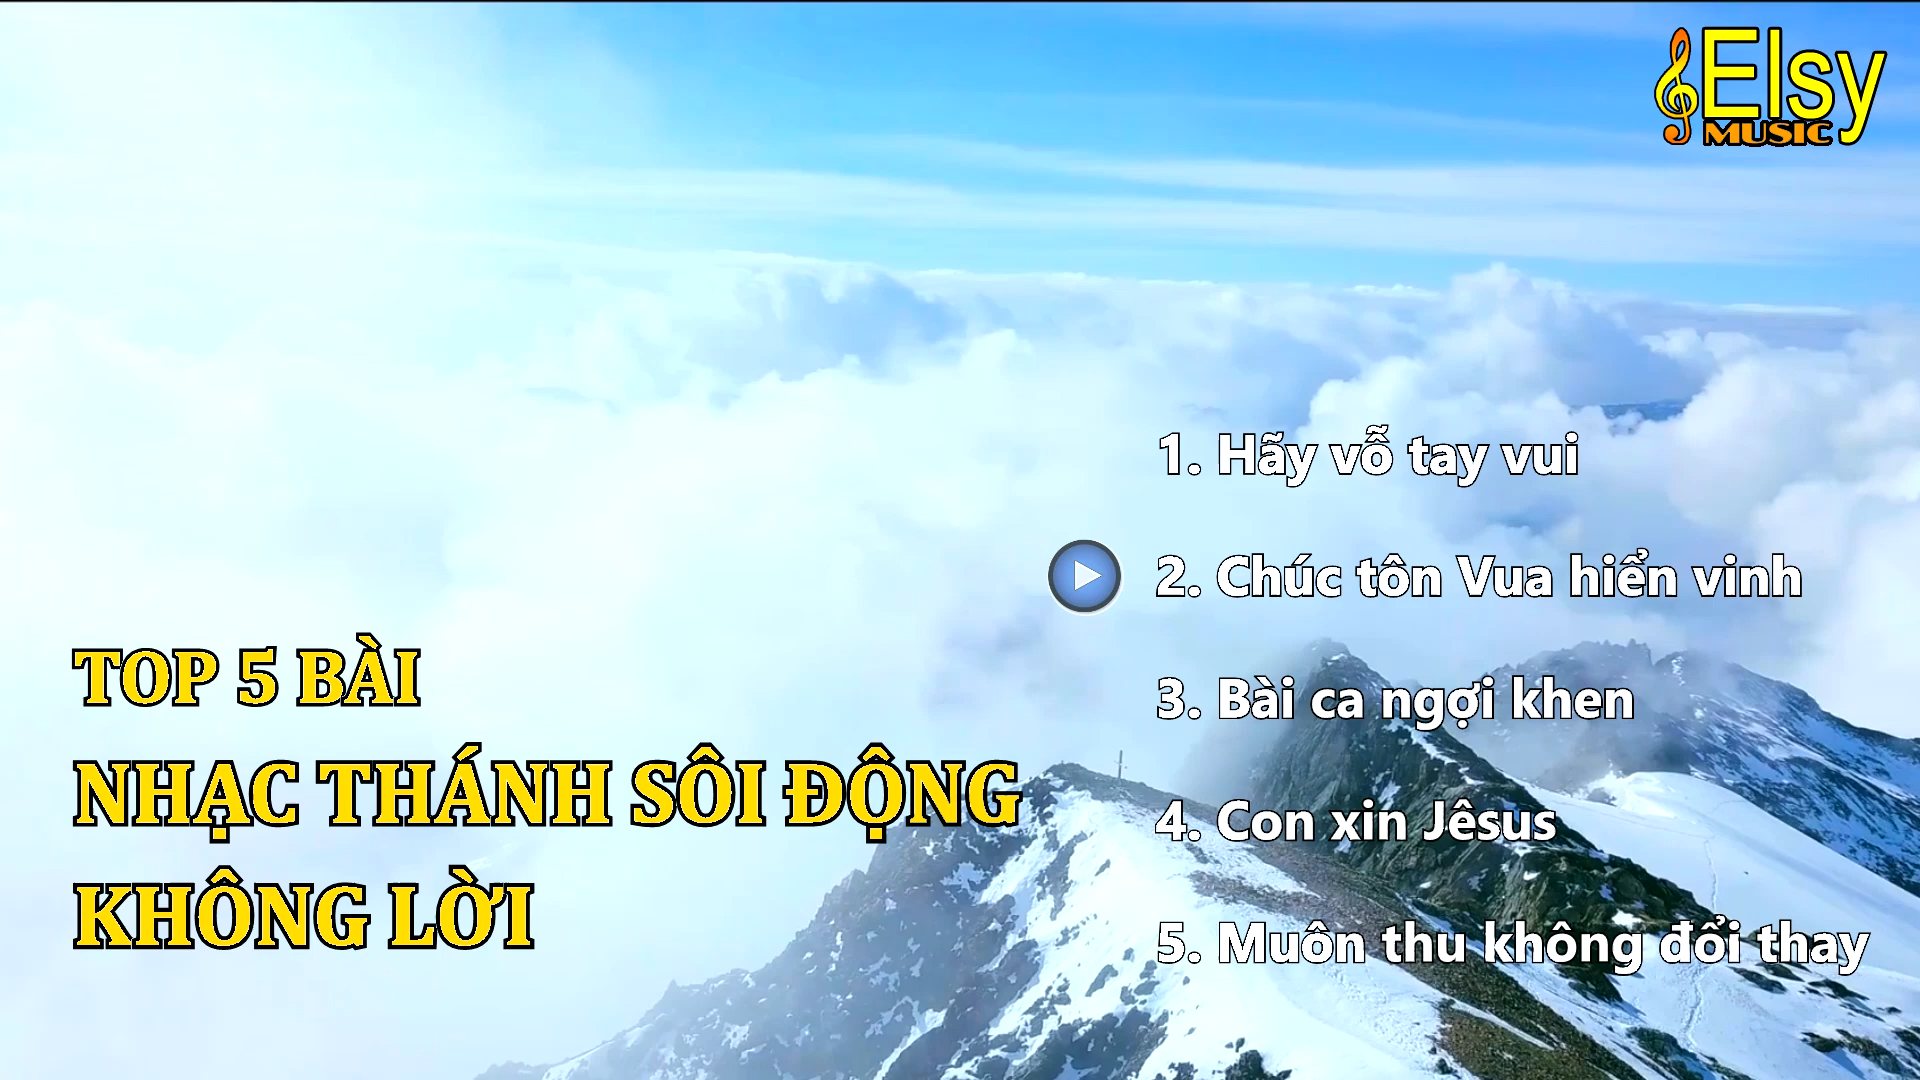 Elsy
MUSIC
1. Hãy vỗ tay vui
2. Chúc tôn Vua hiển vinh
3. Bài ca ngợi khen
4. Con xin Jêsus
5. Muôn thu không đổi thay
TOP 5 BÀI
NHẠC THÁNH SÔI ĐỘNG
KHÔNG LỜI